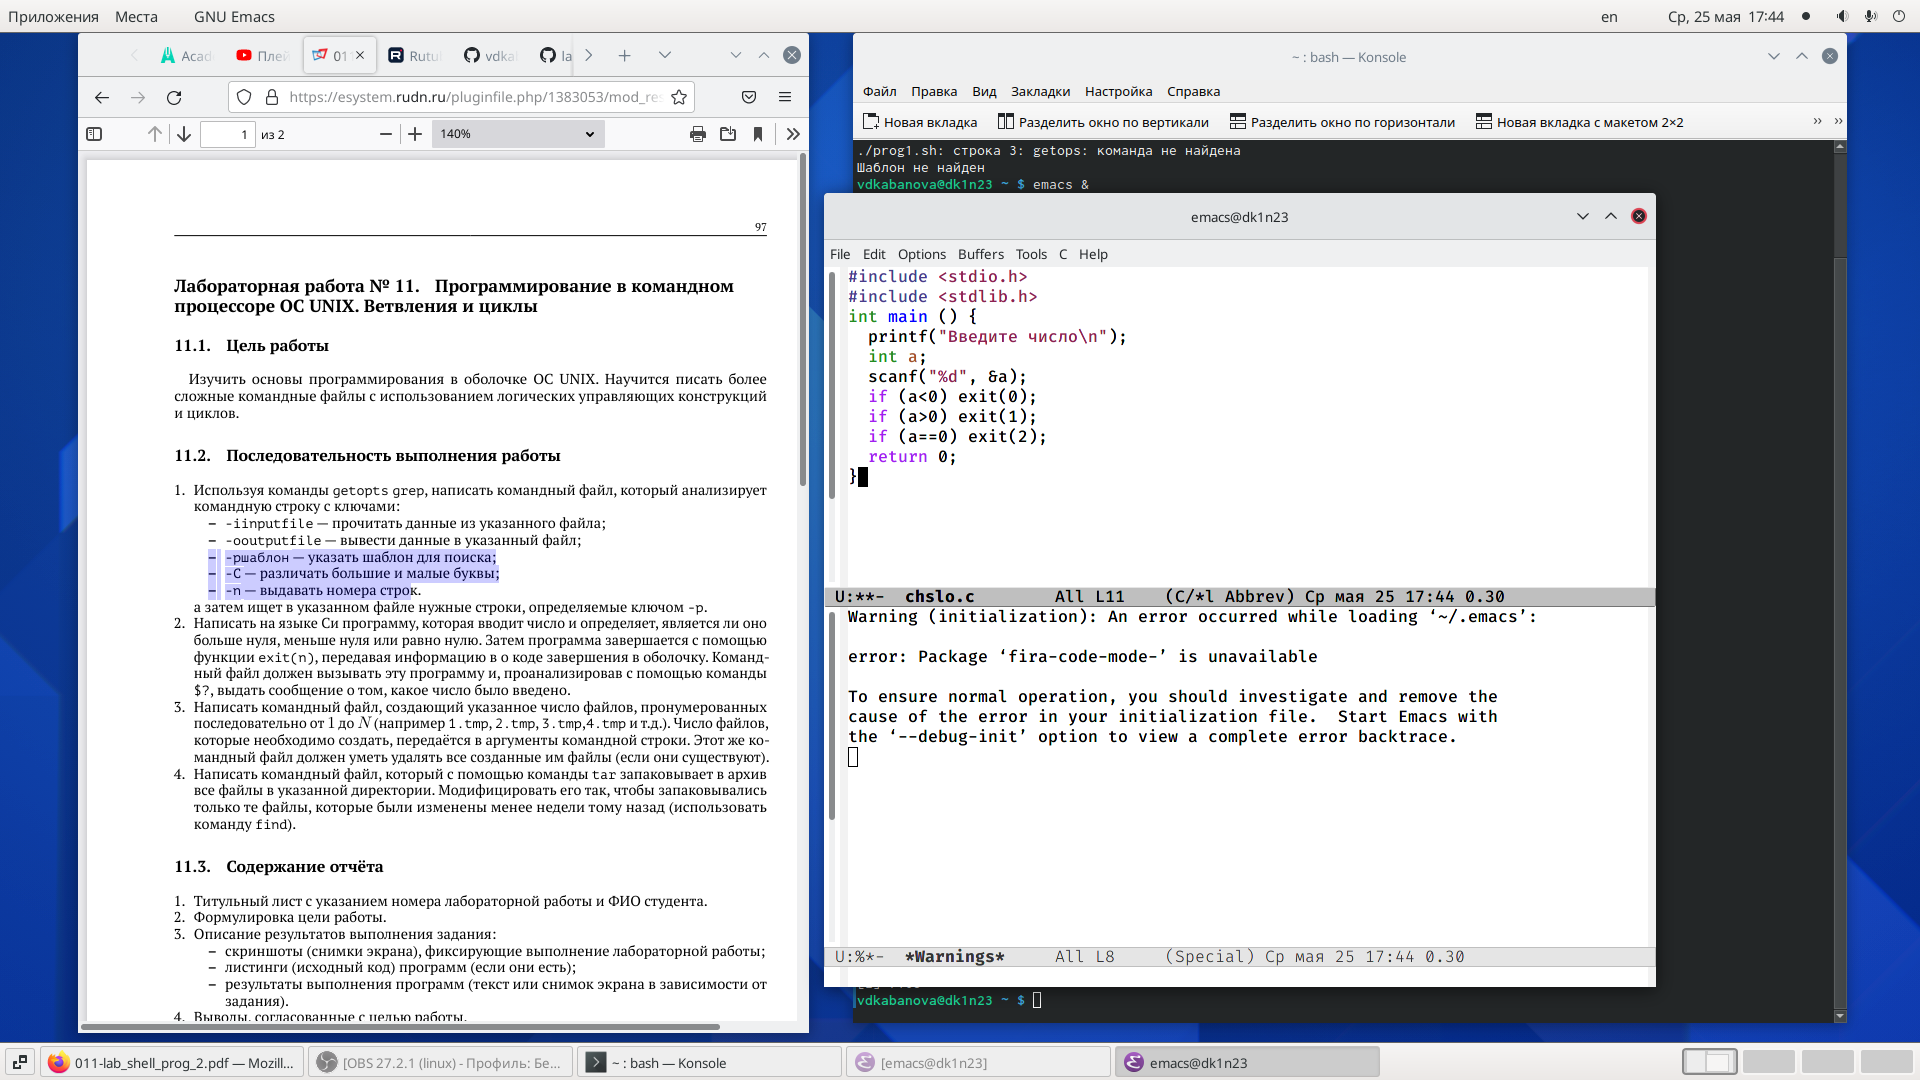 Приложения Места GNU Emacs en Ср, 25 мая 17:44
Acad Плей 011 Rutu vdka la
https://esystem.rudn.ru/pluginfile.php/1383053/mod_res
1 из 2 140%
97
Лабораторная работа № 11. Программирование в командном
процессоре ОС UNIX. Ветвления и циклы
11.1. Цель работы
Изучить основы программирования в оболочке ОС UNIX. Научится писать более
сложные командные файлы с использованием логических управляющих конструкций
и циклов.
11.2. Последовательность выполнения работы
1. Используя команды getopts grep, написать командный файл, который анализирует
командную строку с ключами:
– -iinputfile — прочитать данные из указанного файла;
– -ooutputfile — вывести данные в указанный файл;
– -pшаблон — указать шаблон для поиска;
– -C — различать большие и малые буквы;
– -n — выдавать номера строк.
а затем ищет в указанном файле нужные строки, определяемые ключом -p.
2. Написать на языке Си программу, которая вводит число и определяет, является ли оно
больше нуля, меньше нуля или равно нулю. Затем программа завершается с помощью
функции exit(n), передавая информацию в о коде завершения в оболочку. Команд-
ный файл должен вызывать эту программу и, проанализировав с помощью команды
$?, выдать сообщение о том, какое число было введено.
3. Написать командный файл, создающий указанное число файлов, пронумерованных
последовательно от 1 до N (например 1.tmp, 2.tmp, 3.tmp,4.tmp и т.д.). Число файлов,
которые необходимо создать, передаётся в аргументы командной строки. Этот же ко-
мандный файл должен уметь удалять все созданные им файлы (если они существуют).
4. Написать командный файл, который с помощью команды tar запаковывает в архив
все файлы в указанной директории. Модифицировать его так, чтобы запаковывались
только те файлы, которые были изменены менее недели тому назад (использовать
команду find).
11.3. Содержание отчёта
1. Титульный лист с указанием номера лабораторной работы и ФИО студента.
2. Формулировка цели работы.
3. Описание результатов выполнения задания:
– скриншоты (снимки экрана), фиксирующие выполнение лабораторной работы;
– листинги (исходный код) программ (если они есть);
– результаты выполнения программ (текст или снимок экрана в зависимости от
задания).
4. Выводы, согласованные с целью работы.
~ : bash — Konsole
Файл Правка Вид Закладки Настройка Справка
Новая вкладка Разделить окно по вертикали Разделить окно по горизонтали Новая вкладка с макетом 2×2
./prog1.sh: строка 3: getops: команда не найдена
Шаблон не найден
vdkabanova@dk1n23 ~ $ emacs &
emacs@dk1n23
File Edit Options Buffers Tools C Help
#include <stdio.h>
#include <stdlib.h>
int main () {
printf("Введите число\n");
int a;
scanf("%d", &a);
if (a<0) exit(0);
if (a>0) exit(1);
if (a==0) exit(2);
return 0;
}
U:**- chslo.c All L11 (C/*l Abbrev) Ср мая 25 17:44 0.30
Warning (initialization): An error occurred while loading ‘~/.emacs’:
error: Package ‘fira-code-mode-’ is unavailable
To ensure normal operation, you should investigate and remove the
cause of the error in your initialization file. Start Emacs with
the ‘--debug-init’ option to view a complete error backtrace.
U:%*- *Warnings* All L8 (Special) Ср мая 25 17:44 0.30
vdkabanova@dk1n23 ~ $
011-lab_shell_prog_2.pdf — Mozill... [OBS 27.2.1 (linux) - Профиль: Бе... ~ : bash — Konsole [emacs@dk1n23] emacs@dk1n23